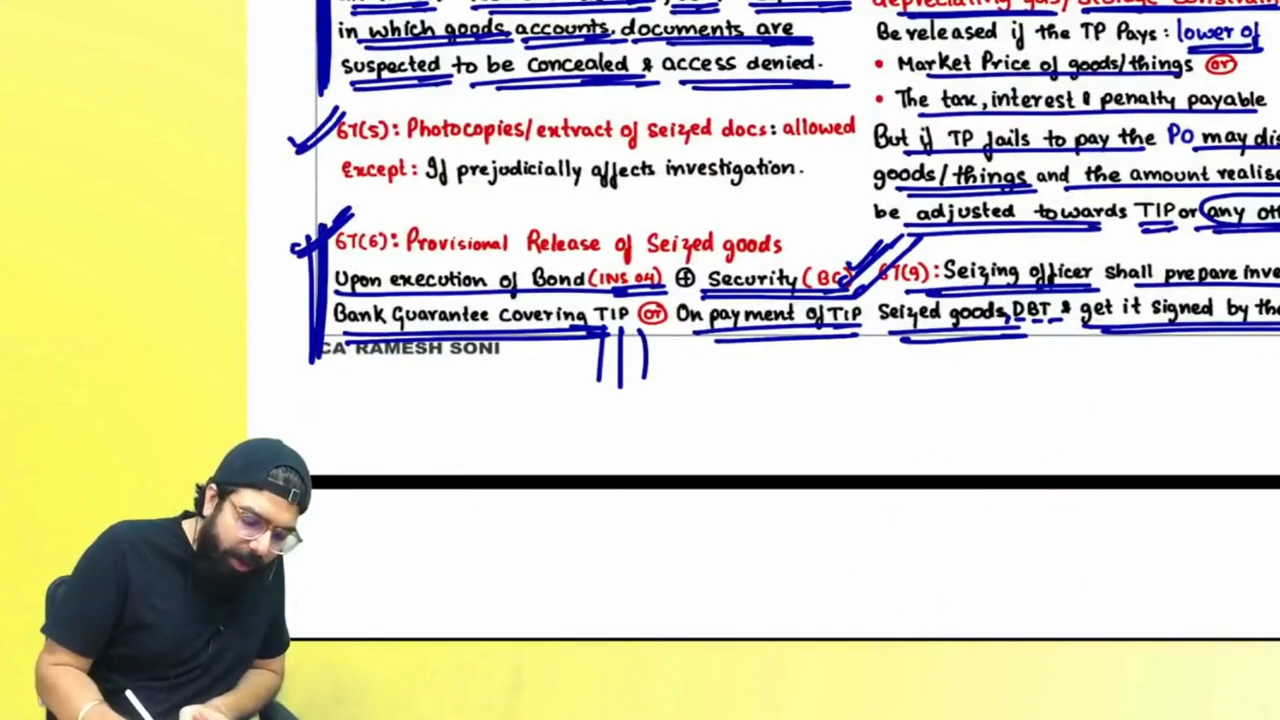 in which goods, accounts, documents are
suspected to be concealed & access denied.
67(5): Photocopies/extract of seized docs: allowed
Except: If prejudicially affects investigation.
67(6): Provisional Release of Seized goods
Upon execution of Bond (INS 04) ⊕ Security (BG)
Bank Guarantee covering TIP or On payment of TIP
CA RAMESH SONI
Be released if the TP Pays: lower of
• Market Price of goods/things or
• The tax, interest & penalty payable
But if TP fails to pay the PO may dis
goods/things and the amount realise
be adjusted towards TIP or any ot
67(9): Seizing officer shall prepare inve
Seized goods, DBT & get it signed by the